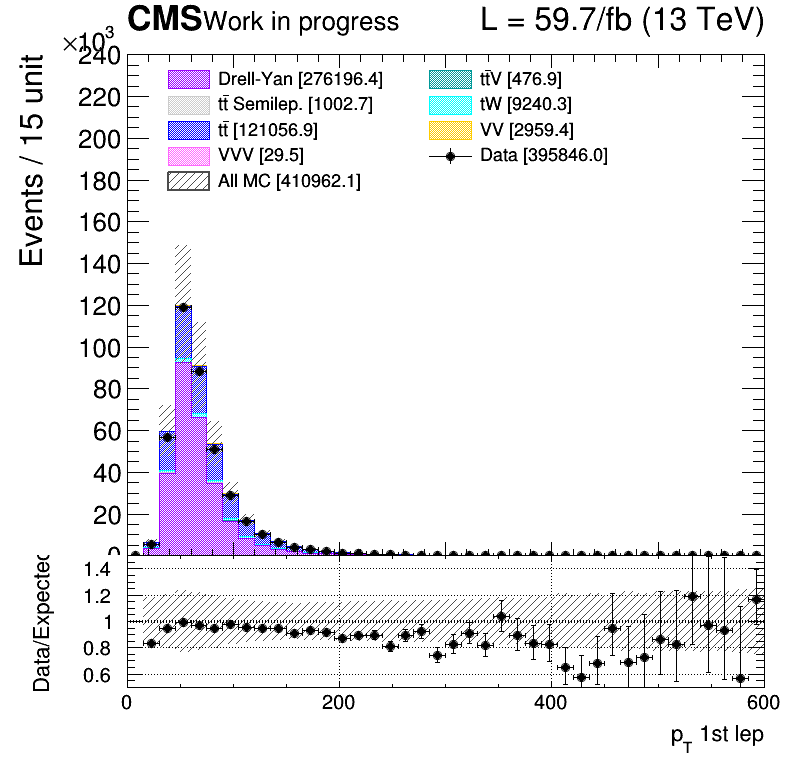 CMS Work in progress L = 59.7/fb (13 TeV)
×10³
Events / 15 unit
240
220
200
180
160
140
120
100
80
60
40
20
0
Drell-Yan [276196.4]
tt̄ Semilep. [1002.7]
tt̄ [121056.9]
VVV [29.5]
All MC [410962.1]
tt̄V [476.9]
tW [9240.3]
VV [2959.4]
Data [395846.0]
Data/Expected
1.4
1.2
1
0.8
0.6
0 200 400 600
p_T 1st lep